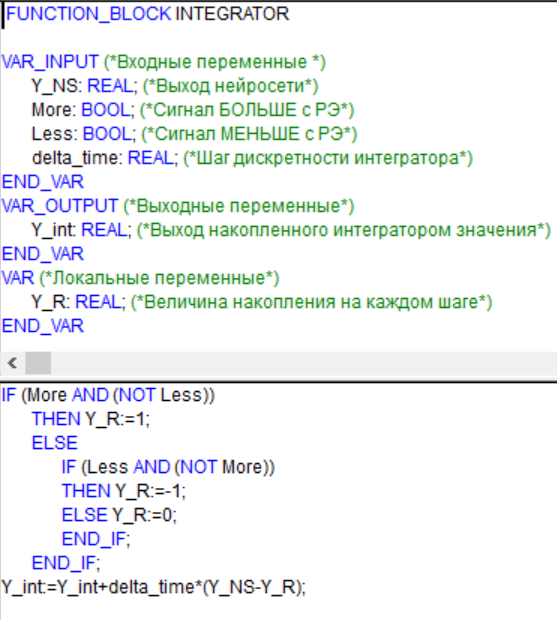 FUNCTION_BLOCK INTEGRATOR
VAR_INPUT (*Входные переменные *)
Y_NS: REAL; (*Выход нейросети*)
More: BOOL; (*Сигнал БОЛЬШЕ с РЭ*)
Less: BOOL; (*Сигнал МЕНЬШЕ с РЭ*)
delta_time: REAL; (*Шаг дискретности интегратора*)
END_VAR
VAR_OUTPUT (*Выходные переменные*)
Y_int: REAL; (*Выход накопленного интегратором значения*)
END_VAR
VAR (*Локальные переменные*)
Y_R: REAL; (*Величина накопления на каждом шаге*)
END_VAR
IF (More AND (NOT Less))
THEN Y_R:=1;
ELSE
IF (Less AND (NOT More))
THEN Y_R:=-1;
ELSE Y_R:=0;
END_IF;
END_IF;
Y_int:=Y_int+delta_time*(Y_NS-Y_R);